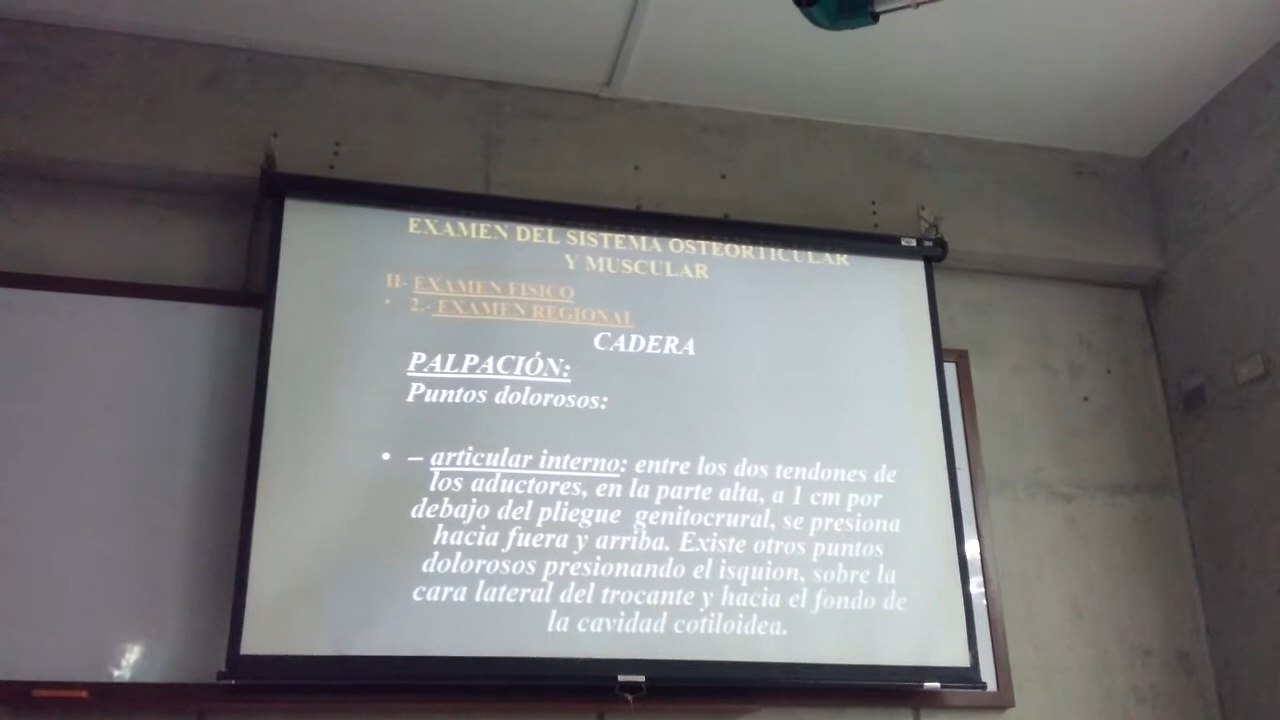 EXAMEN DEL SISTEMA OSTEORTICULAR
Y MUSCULAR
II- EXAMEN FISICO
• 2.- EXAMEN REGIONAL
CADERA
PALPACIÓN:
Puntos dolorosos:
• – articular interno: entre los dos tendones de
los aductores, en la parte alta, a 1 cm por
debajo del pliegue genitocrural, se presiona
hacia fuera y arriba. Existe otros puntos
dolorosos presionando el isquion, sobre la
cara lateral del trocante y hacia el fondo de
la cavidad cotiloidea.